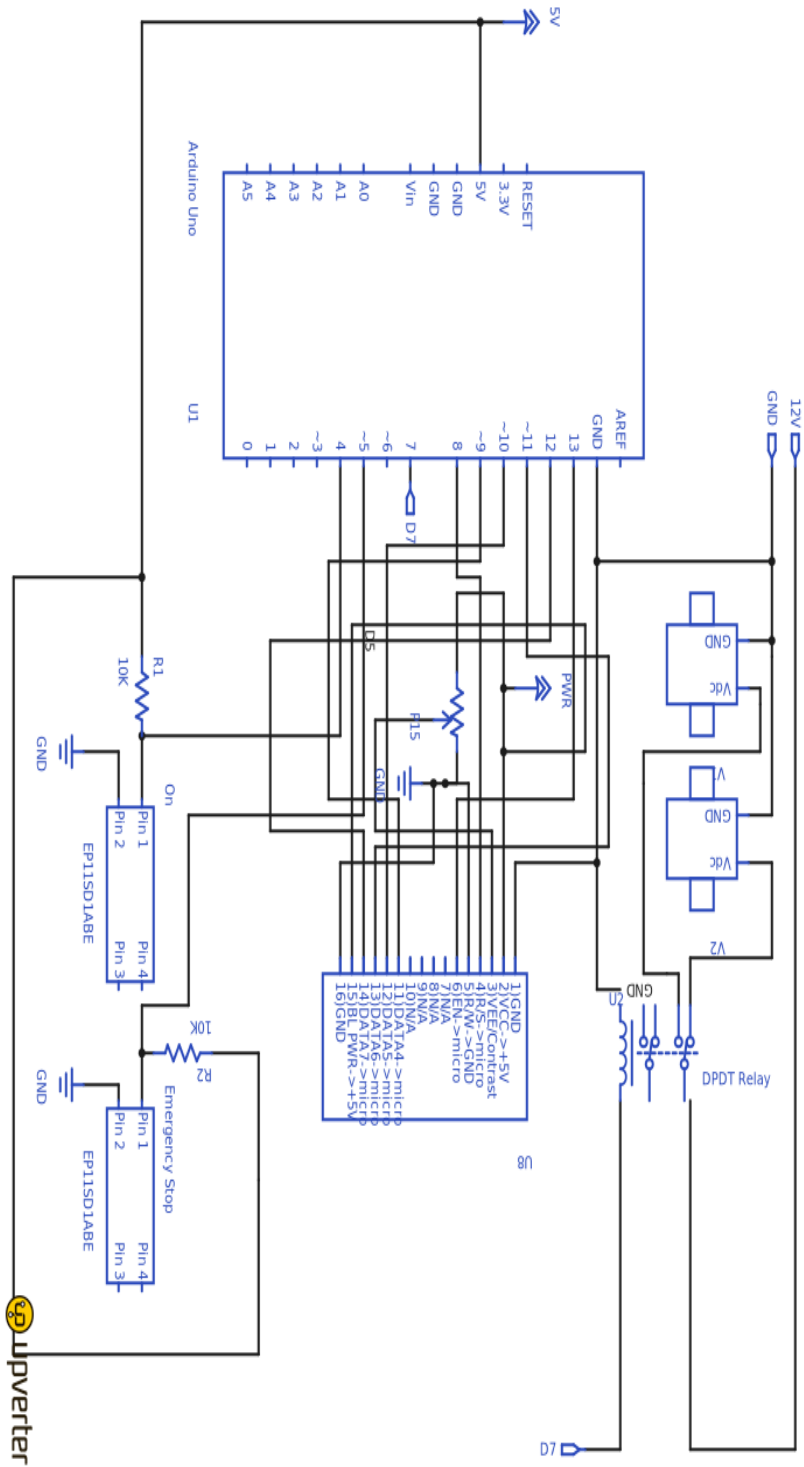 5V
Arduino Uno
U1
RESET
3.3V
5V
GND
GND
Vin
A0
A1
A2
A3
A4
A5
AREF
GND
13
12
~11
~10
~9
8
7
~6
~5
4
~3
2
1
0
12V
GND
D7
D5
PWR
R15
GND
GND
Vdc
V1
GND
Vdc
V2
GND
U2
DPDT Relay
D7
1)GND
2)VCC->+5V
3)VEE/Contrast
4)R/S->micro
5)R/W->GND
6)EN->micro
7)N/A
8)N/A
9)N/A
10)N/A
11)DATA4->micro
12)DATA5->micro
13)DATA6->micro
14)DATA7->micro
15)BL PWR->+5V
16)GND
U8
R1
10K
On
Pin 1
Pin 2
Pin 4
Pin 3
EP11SD1ABE
GND
10K
R2
Emergency Stop
Pin 1
Pin 2
Pin 4
Pin 3
EP11SD1ABE
GND
upverter